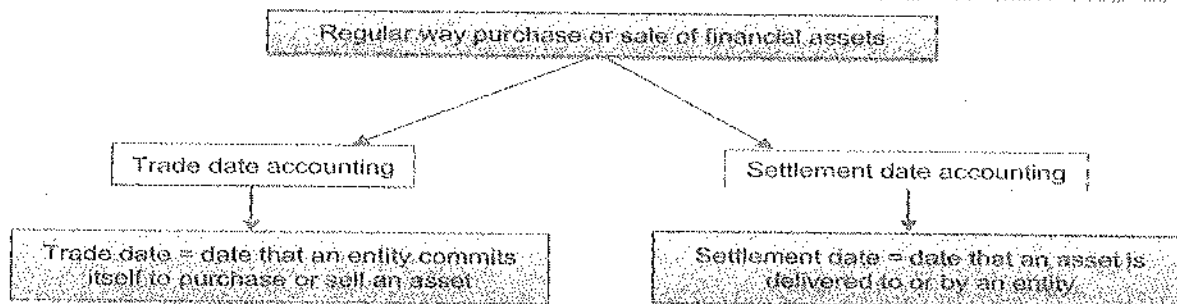 Regular way purchase or sale of financial assets
Trade date accounting
Settlement date accounting
Trade date = date that an entity commits
itself to purchase or sell an asset
Settlement date = date that an asset is
delivered to or by an entity